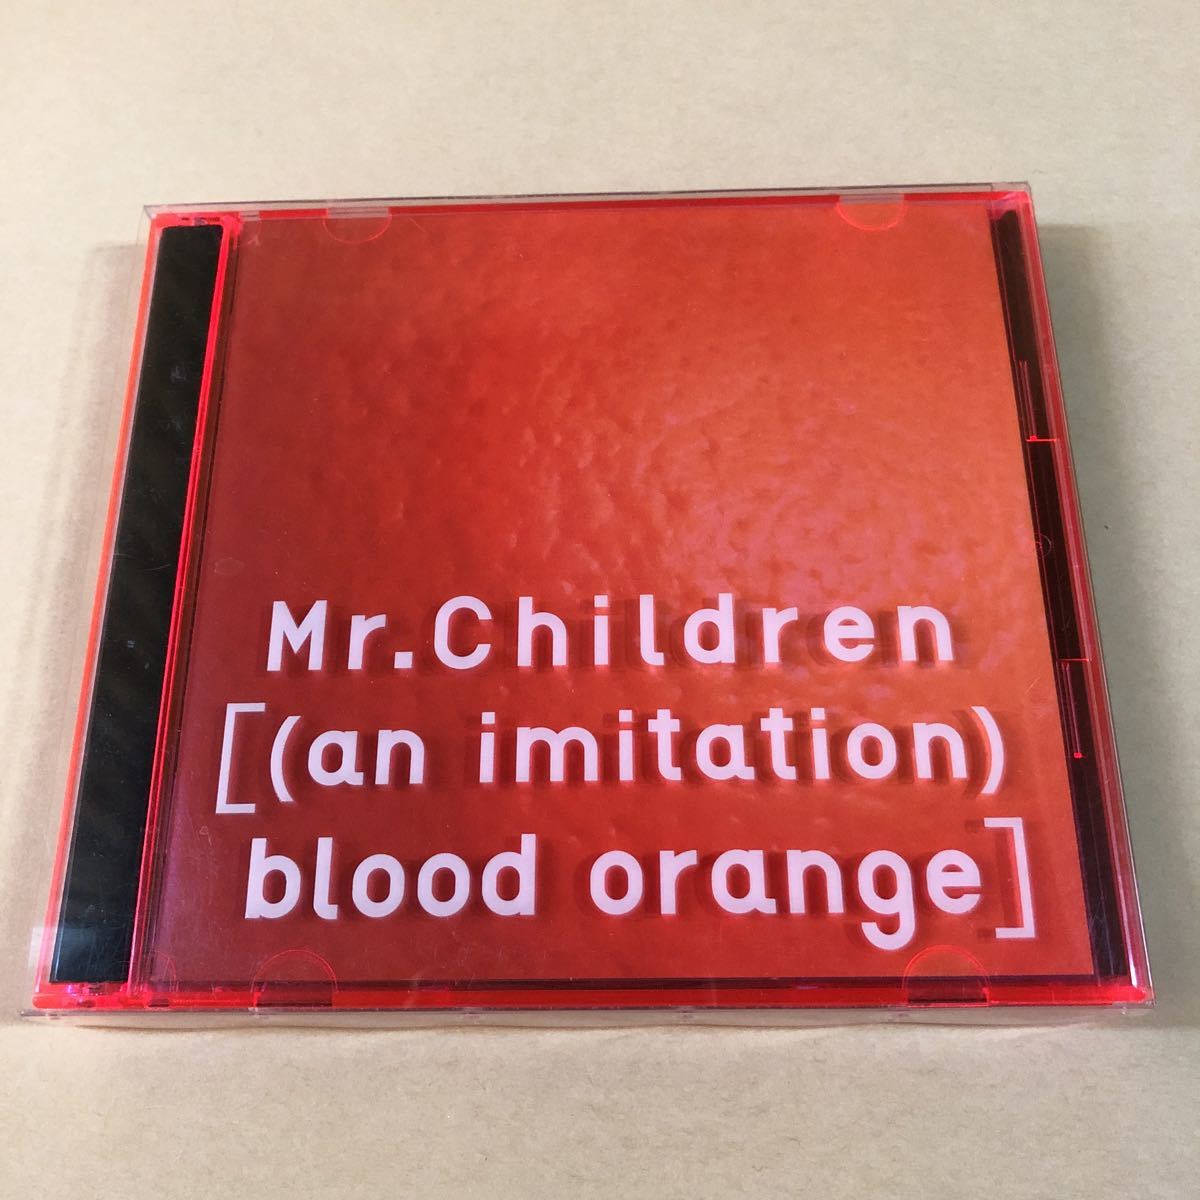 Mr.Children
[(an imitation)
blood orange]